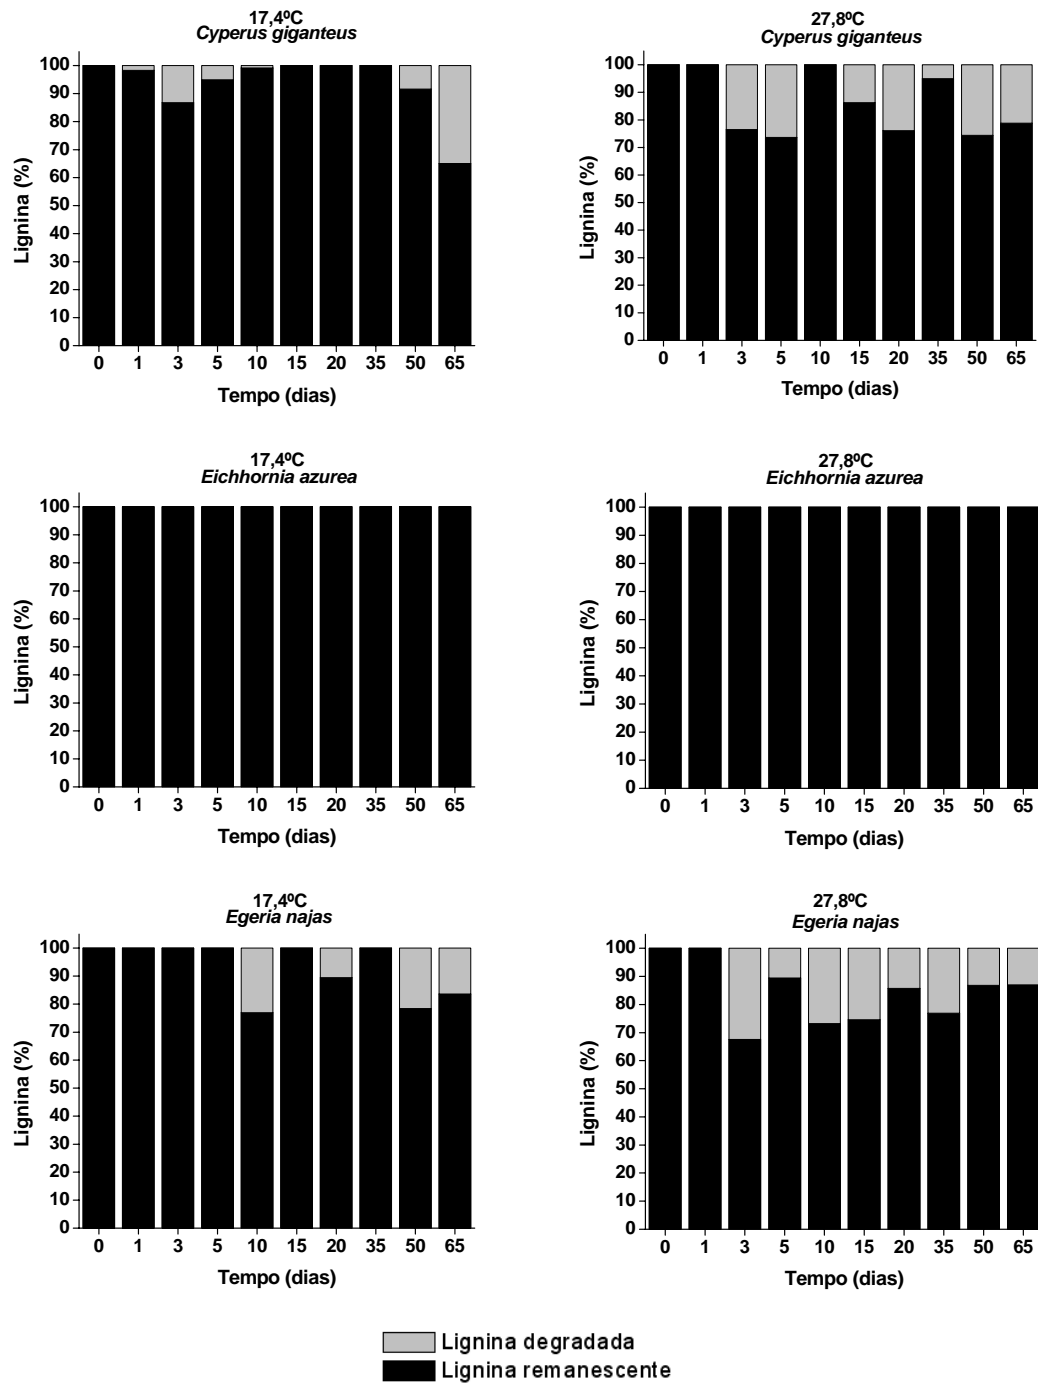 17,4ºC
Cyperus giganteus
Lignina (%)
100
90
80
70
60
50
40
30
20
10
0
0 1 3 5 10 15 20 35 50 65
Tempo (dias)
27,8ºC
Cyperus giganteus
Lignina (%)
100
90
80
70
60
50
40
30
20
10
0
0 1 3 5 10 15 20 35 50 65
Tempo (dias)
17,4ºC
Eichhornia azurea
Lignina (%)
100
90
80
70
60
50
40
30
20
10
0
0 1 3 5 10 15 20 35 50 65
Tempo (dias)
27,8ºC
Eichhornia azurea
Lignina (%)
100
90
80
70
60
50
40
30
20
10
0
0 1 3 5 10 15 20 35 50 65
Tempo (dias)
17,4ºC
Egeria najas
Lignina (%)
100
90
80
70
60
50
40
30
20
10
0
0 1 3 5 10 15 20 35 50 65
Tempo (dias)
27,8ºC
Egeria najas
Lignina (%)
100
90
80
70
60
50
40
30
20
10
0
0 1 3 5 10 15 20 35 50 65
Tempo (dias)
Lignina degradada
Lignina remanescente